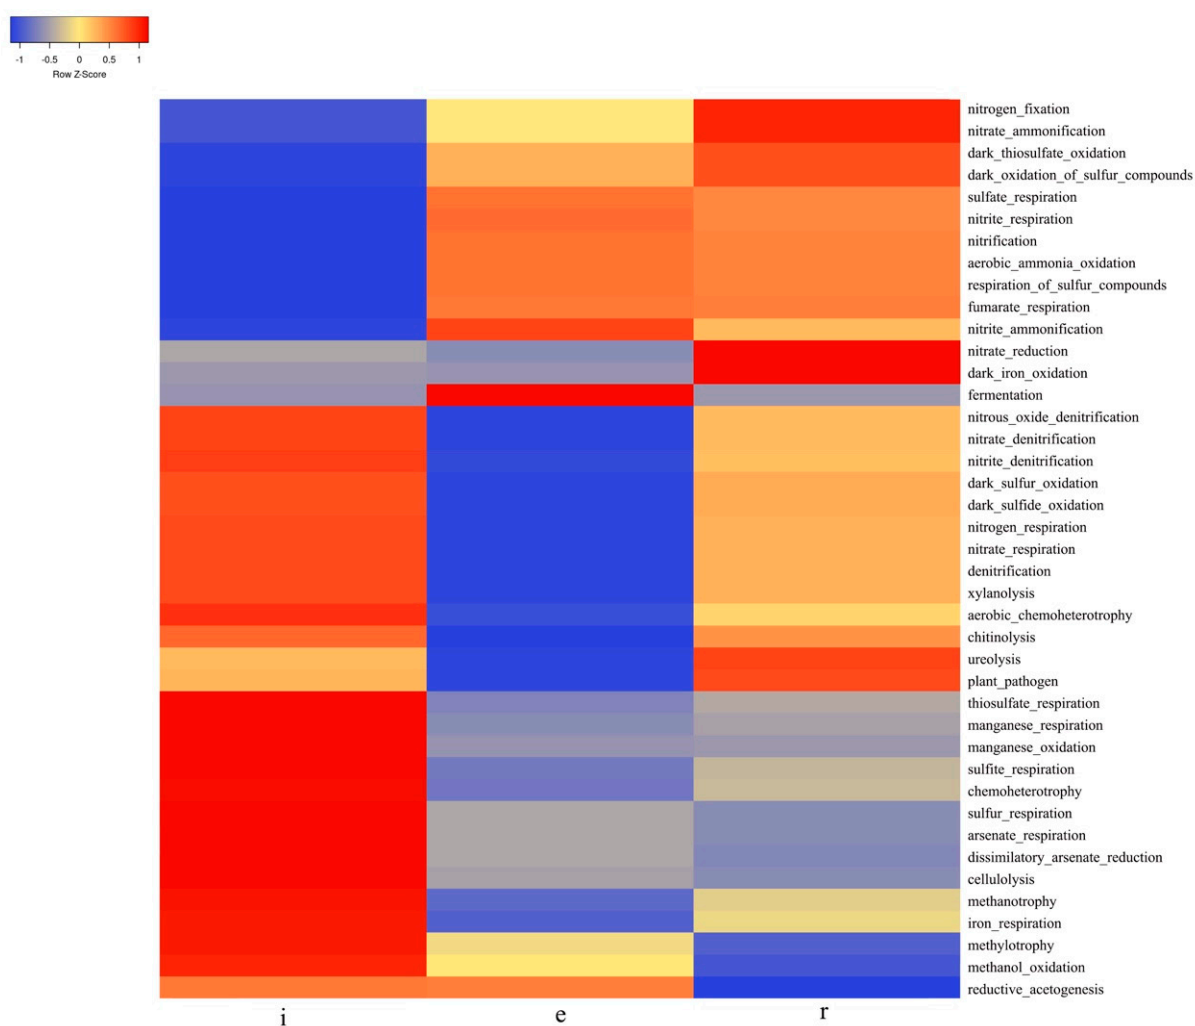 -1 -0.5 0 0.5 1
Row Z-Score
nitrogen_fixation
nitrate_ammonification
dark_thiosulfate_oxidation
dark_oxidation_of_sulfur_compounds
sulfate_respiration
nitrite_respiration
nitrification
aerobic_ammonia_oxidation
respiration_of_sulfur_compounds
fumarate_respiration
nitrite_ammonification
nitrate_reduction
dark_iron_oxidation
fermentation
nitrous_oxide_denitrification
nitrate_denitrification
nitrite_denitrification
dark_sulfur_oxidation
dark_sulfide_oxidation
nitrogen_respiration
nitrate_respiration
denitrification
xylanolysis
aerobic_chemoheterotrophy
chitinolysis
ureolysis
plant_pathogen
thiosulfate_respiration
manganese_respiration
manganese_oxidation
sulfite_respiration
chemoheterotrophy
sulfur_respiration
arsenate_respiration
dissimilatory_arsenate_reduction
cellulolysis
methanotrophy
iron_respiration
methylotrophy
methanol_oxidation
reductive_acetogenesis
i e r